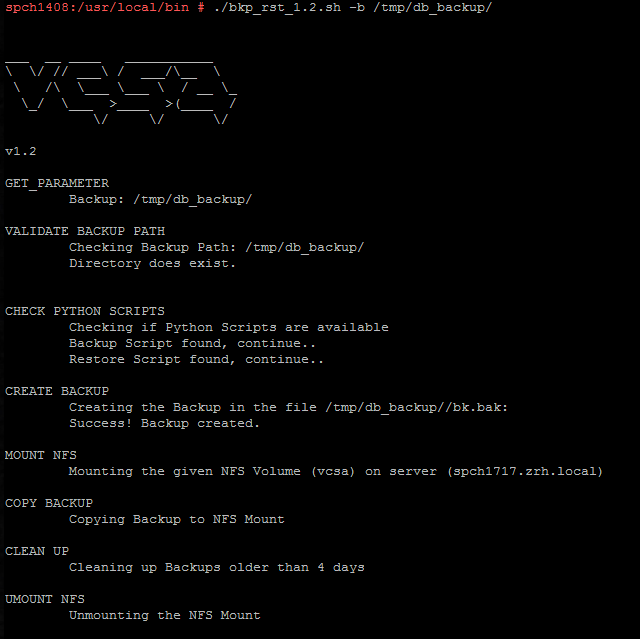 spch1408:/usr/local/bin # ./bkp_rst_1.2.sh -b /tmp/db_backup/
vcsa
v1.2
GET_PARAMETER
Backup: /tmp/db_backup/
VALIDATE BACKUP PATH
Checking Backup Path: /tmp/db_backup/
Directory does exist.
CHECK PYTHON SCRIPTS
Checking if Python Scripts are available
Backup Script found, continue..
Restore Script found, continue..
CREATE BACKUP
Creating the Backup in the file /tmp/db_backup//bk.bak:
Success! Backup created.
MOUNT NFS
Mounting the given NFS Volume (vcsa) on server (spch1717.zrh.local)
COPY BACKUP
Copying Backup to NFS Mount
CLEAN UP
Cleaning up Backups older than 4 days
UMOUNT NFS
Unmounting the NFS Mount